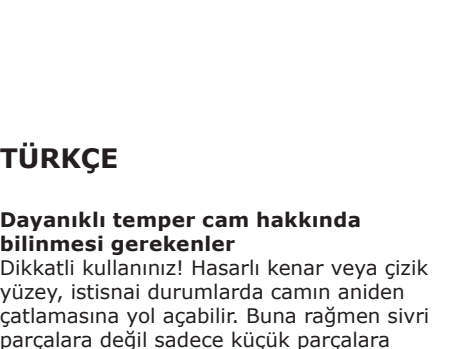 TÜRKÇE
Dayanıklı temper cam hakkında
bilinmesi gerekenler
Dikkatli kullanınız! Hasarlı kenar veya çizik
yüzey, istisnai durumlarda camın aniden
çatlamasına yol açabilir. Buna rağmen sivri
parçalara değil sadece küçük parçalara